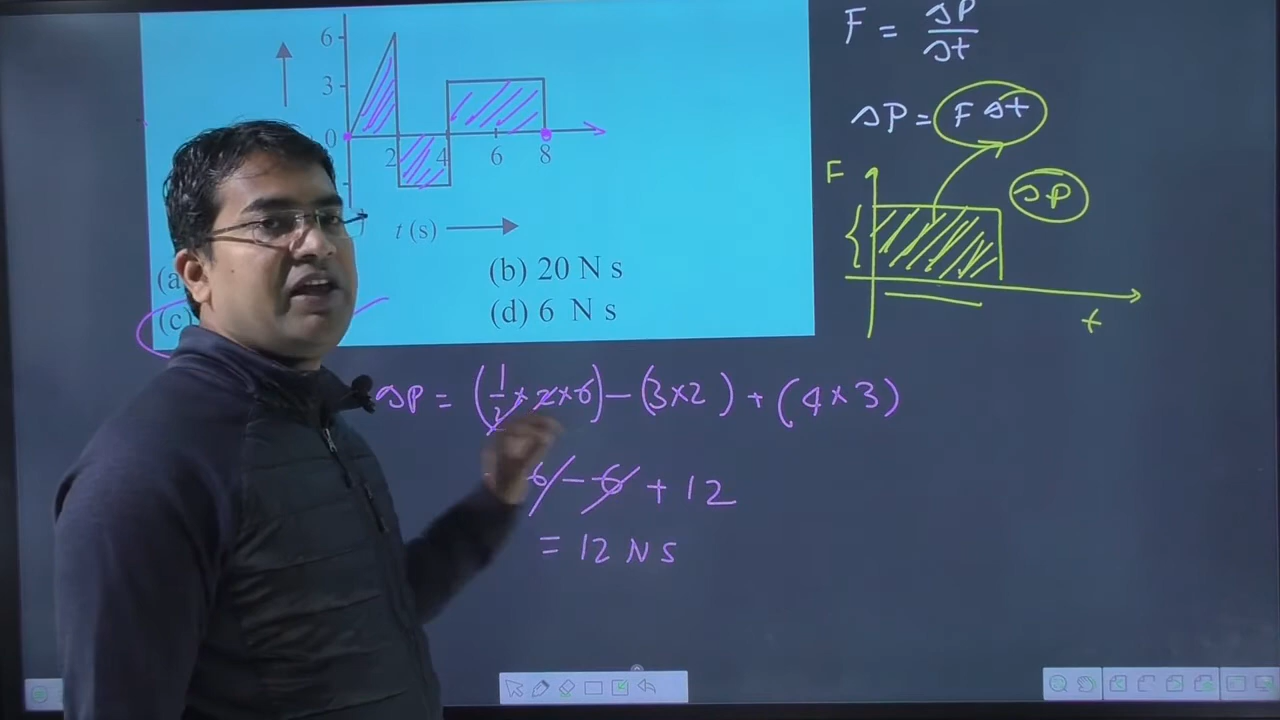 6
3
0
2 4 6 8
t (s)
(a
(b) 20 N s
(c)
(d) 6 N s
F = ΔP/Δt
ΔP = F Δt
F
ΔP
t
ΔP = (1/2 × 2 × 6) − (3 × 2) + (4 × 3)
6 − 6 + 12
= 12 N s